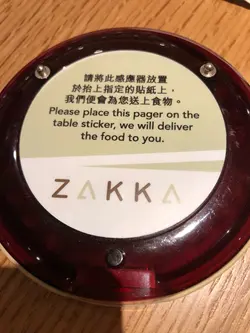 請將此感應器放置
於抬上指定的貼紙上，
我們便會為您送上食物。
Please place this pager on the
table sticker, we will deliver
the food to you.
ZAKKA